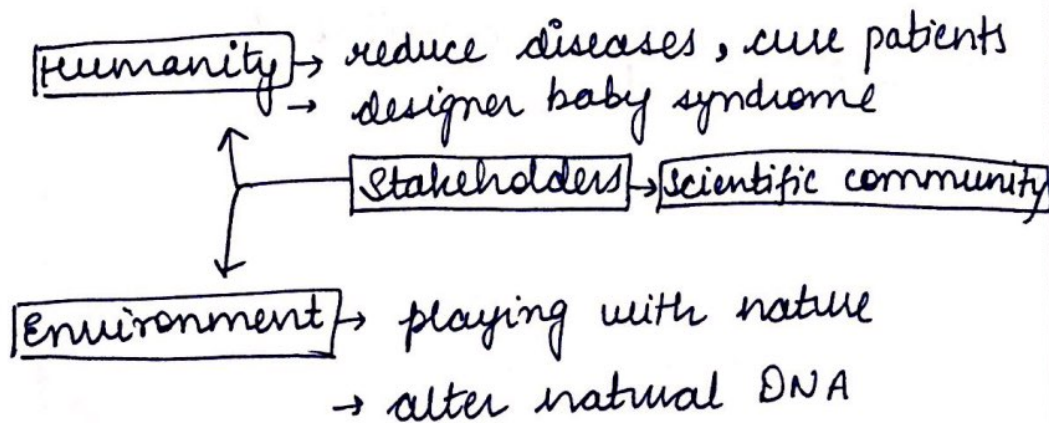 Humanity → reduce diseases, cure patients
→ designer baby syndrome
Stakeholders → Scientific community
Environment → playing with nature
→ alter natural DNA